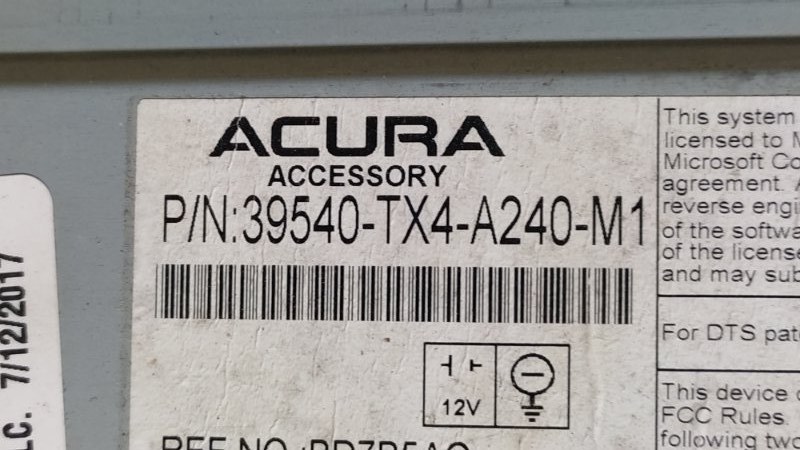 ACURA
ACCESSORY
P/N:39540-TX4-A240-M1
12V
This system
licensed to
Microsoft Co
agreement.
reverse engi
of the softwa
of the license
and may sub
For DTS pat
This device
FCC Rules.
following two
LC. 7/12/2017